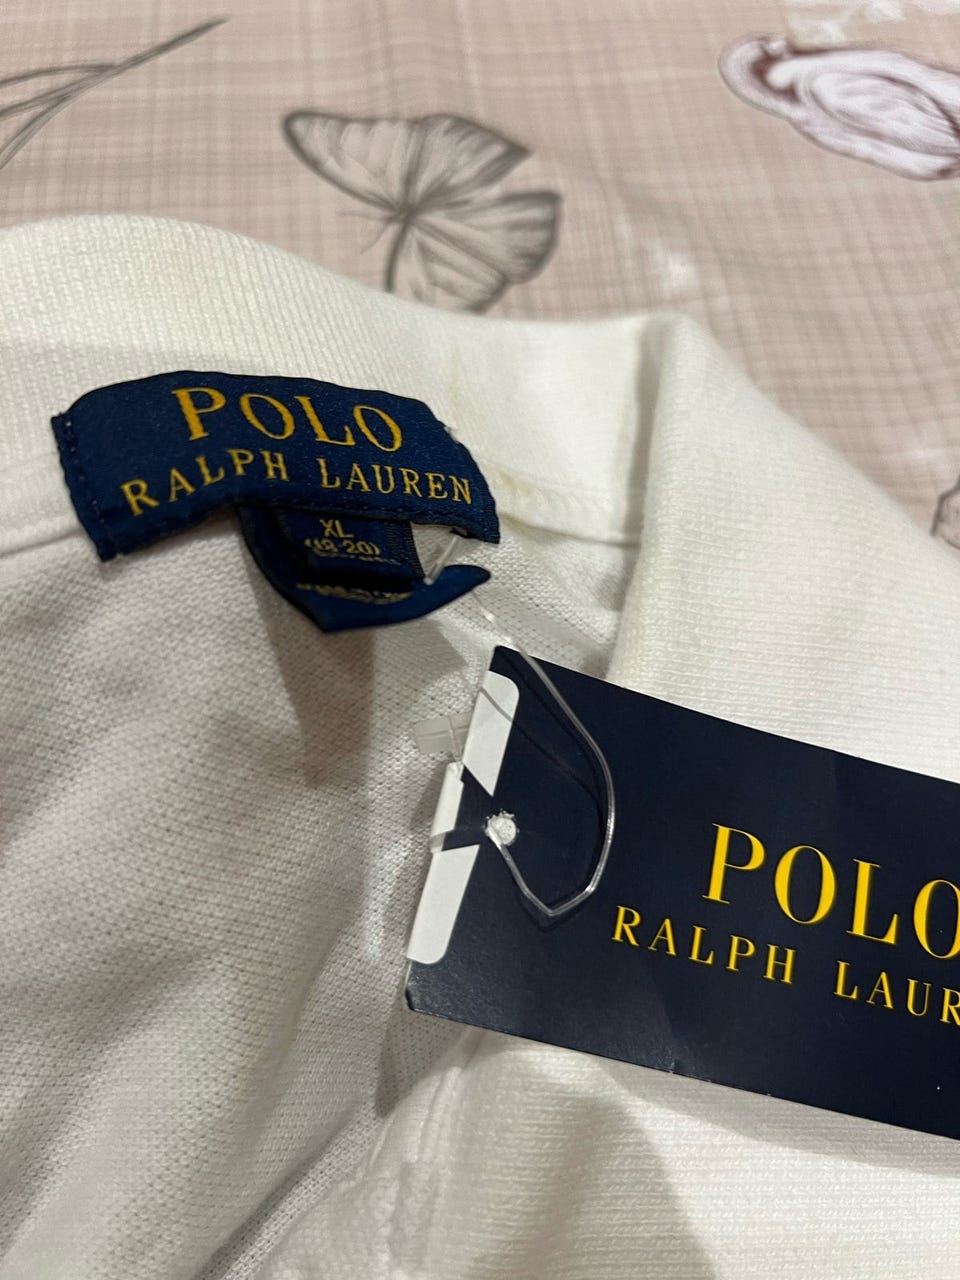 POLO
RALPH LAUREN
XL
(18-20)
POLO
RALPH LAUR